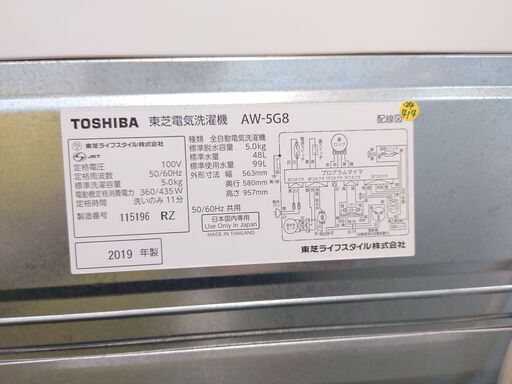 TOSHIBA 東芝電気洗濯機 AW-5G8 配線図
東芝ライフスタイル株式会社
JET
定格電圧 100V
定格周波数 50/60Hz
標準洗濯容量 5.0kg
電動機定格消費電力 360/435W
定格時間 洗いのみ 11分
製造番号 115196 RZ
2019 年製
種類 全自動電気洗濯機
標準脱水容量 5.0kg
標準水量 48L
標準使用水量 99L
外形寸法 幅 563mm
奥行 580mm
高さ 957mm
50/60Hz 共用
日本国内専用
Use Only in Japan
MADE IN THAILAND
プログラムタイマ
東芝ライフスタイル株式会社